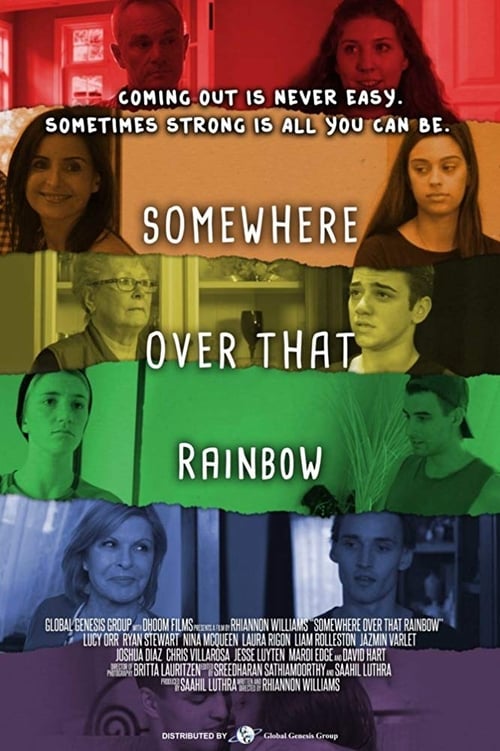 COMING OUT IS NEVER EASY.
SOMETIMES STRONG IS ALL YOU CAN BE.
SOMEWHERE
OVER THAT
RAINBOW
GLOBAL GENESIS GROUP WITH DHOOM FILMS PRESENTS A FILM BY RHIANNON WILLIAMS "SOMEWHERE OVER THAT RAINBOW"
LUCY ORR RYAN STEWART NINA MCQUEEN LAURA RIGON LIAM ROLLESTON JAZMIN VARLET
JOSHUA DIAZ CHRIS VILLAROSA JESSE LUYTEN MARDI EDGE AND DAVID HART
DIRECTOR OF PHOTOGRAPHY BRITTA LAURITZEN EDITED BY SREEDHARAN SATHIAMOORTHY AND SAAHIL LUTHRA
PRODUCED BY SAAHIL LUTHRA WRITTEN AND DIRECTED BY RHIANNON WILLIAMS
DISTRIBUTED BY Global Genesis Group